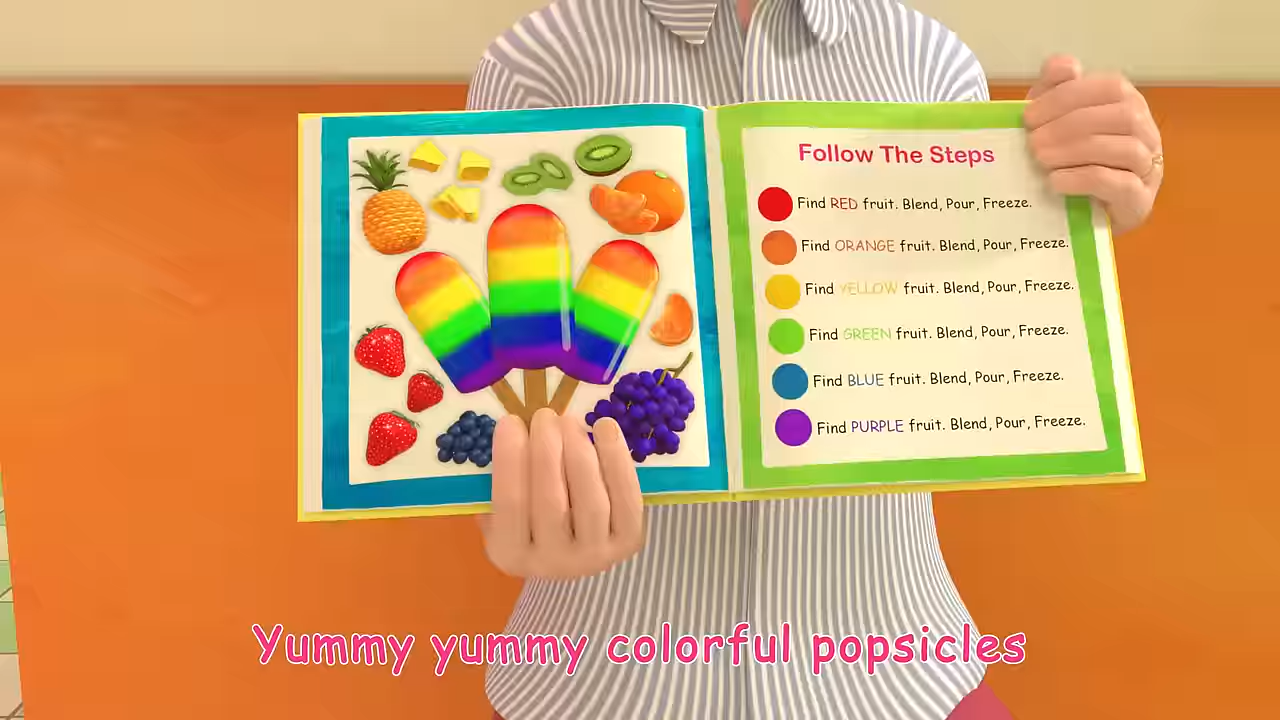 Follow The Steps
Find RED fruit. Blend, Pour, Freeze.
Find ORANGE fruit. Blend, Pour, Freeze.
Find YELLOW fruit. Blend, Pour, Freeze.
Find GREEN fruit. Blend, Pour, Freeze.
Find BLUE fruit. Blend, Pour, Freeze.
Find PURPLE fruit. Blend, Pour, Freeze.
Yummy yummy colorful popsicles